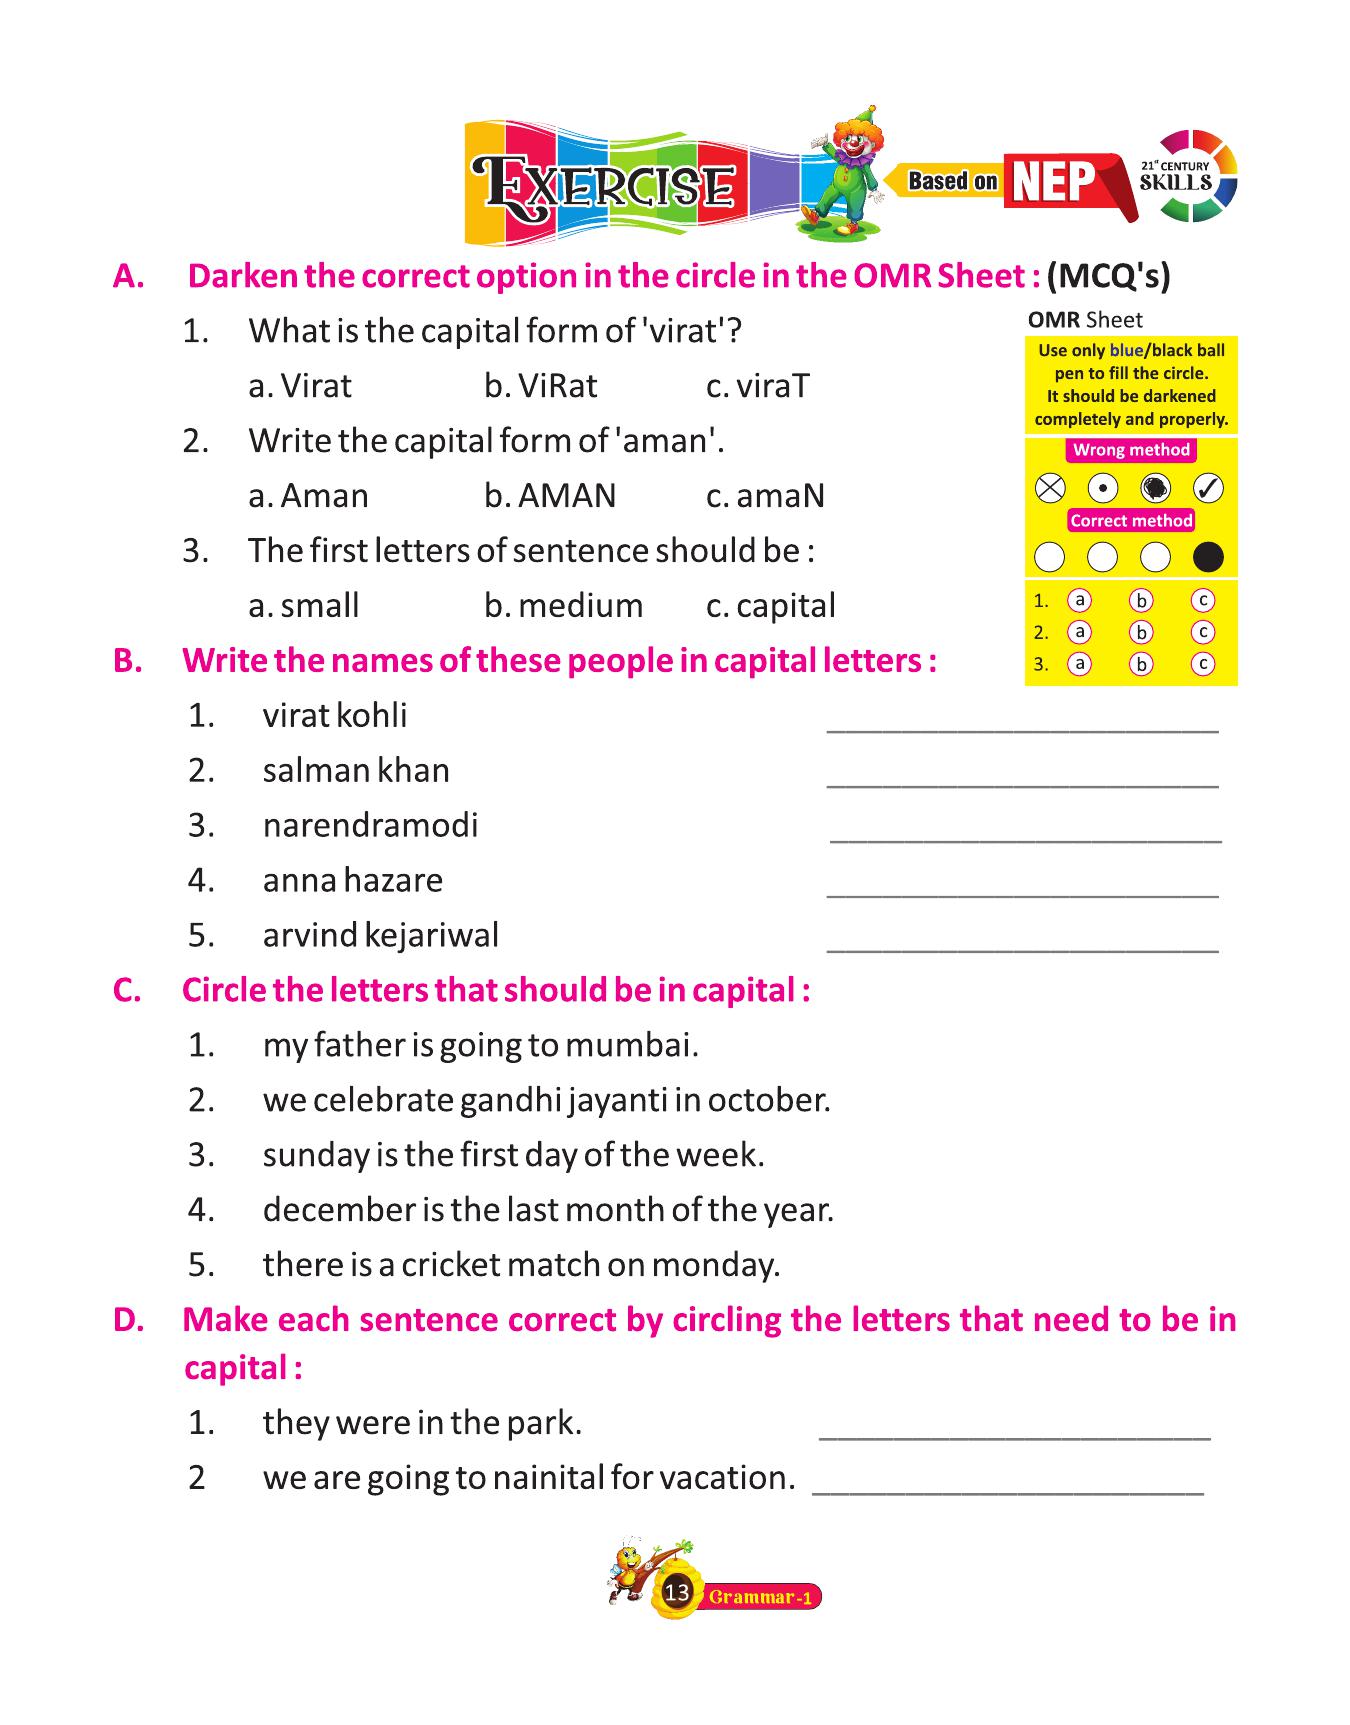 EXERCISE
Based on NEP
21st CENTURY
SKILLS
A. Darken the correct option in the circle in the OMR Sheet : (MCQ's)
1. What is the capital form of 'virat'?
a. Virat b. ViRat c. viraT
2. Write the capital form of 'aman'.
a. Aman b. AMAN c. amaN
3. The first letters of sentence should be :
a. small b. medium c. capital
OMR Sheet
Use only blue/black ball
pen to fill the circle.
It should be darkened
completely and properly.
Wrong method
Correct method
1. a b c
2. a b c
3. a b c
B. Write the names of these people in capital letters :
1. virat kohli __________________________
2. salman khan __________________________
3. narendramodi __________________________
4. anna hazare __________________________
5. arvind kejariwal __________________________
C. Circle the letters that should be in capital :
1. my father is going to mumbai.
2. we celebrate gandhi jayanti in october.
3. sunday is the first day of the week.
4. december is the last month of the year.
5. there is a cricket match on monday.
D. Make each sentence correct by circling the letters that need to be in
capital :
1. they were in the park. __________________________
2 we are going to nainital for vacation. __________________________
13 Grammar-1